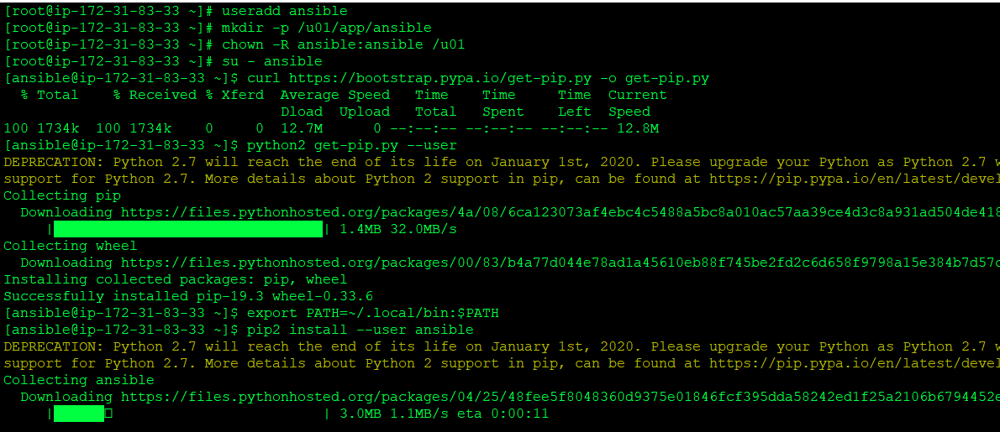 [root@ip-172-31-83-33 ~]# useradd ansible
[root@ip-172-31-83-33 ~]# mkdir -p /u01/app/ansible
[root@ip-172-31-83-33 ~]# chown -R ansible:ansible /u01
[root@ip-172-31-83-33 ~]# su - ansible
[ansible@ip-172-31-83-33 ~]$ curl https://bootstrap.pypa.io/get-pip.py -o get-pip.py
% Total % Received % Xferd Average Speed Time Time Time Current
Dload Upload Total Spent Left Speed
100 1734k 100 1734k 0 0 12.7M 0 --:--:-- --:--:-- --:--:-- 12.8M
[ansible@ip-172-31-83-33 ~]$ python2 get-pip.py --user
DEPRECATION: Python 2.7 will reach the end of its life on January 1st, 2020. Please upgrade your Python as Python 2.7 w
support for Python 2.7. More details about Python 2 support in pip, can be found at https://pip.pypa.io/en/latest/devel
Collecting pip
Downloading https://files.pythonhosted.org/packages/4a/08/6ca123073af4ebc4c5488a5bc8a010ac57aa39ce4d3c8a931ad504de418
| | 1.4MB 32.0MB/s
Collecting wheel
Downloading https://files.pythonhosted.org/packages/00/83/b4a77d044e78ad1a45610eb88f745be2fd2c6d658f9798a15e384b7d57c
Installing collected packages: pip, wheel
Successfully installed pip-19.3 wheel-0.33.6
[ansible@ip-172-31-83-33 ~]$ export PATH=~/.local/bin:$PATH
[ansible@ip-172-31-83-33 ~]$ pip2 install --user ansible
DEPRECATION: Python 2.7 will reach the end of its life on January 1st, 2020. Please upgrade your Python as Python 2.7 w
support for Python 2.7. More details about Python 2 support in pip, can be found at https://pip.pypa.io/en/latest/devel
Collecting ansible
Downloading https://files.pythonhosted.org/packages/04/25/48fee5f8048360d9375e01846fcf395dda58242ed1f25a2106b6794452e
| | 3.0MB 1.1MB/s eta 0:00:11